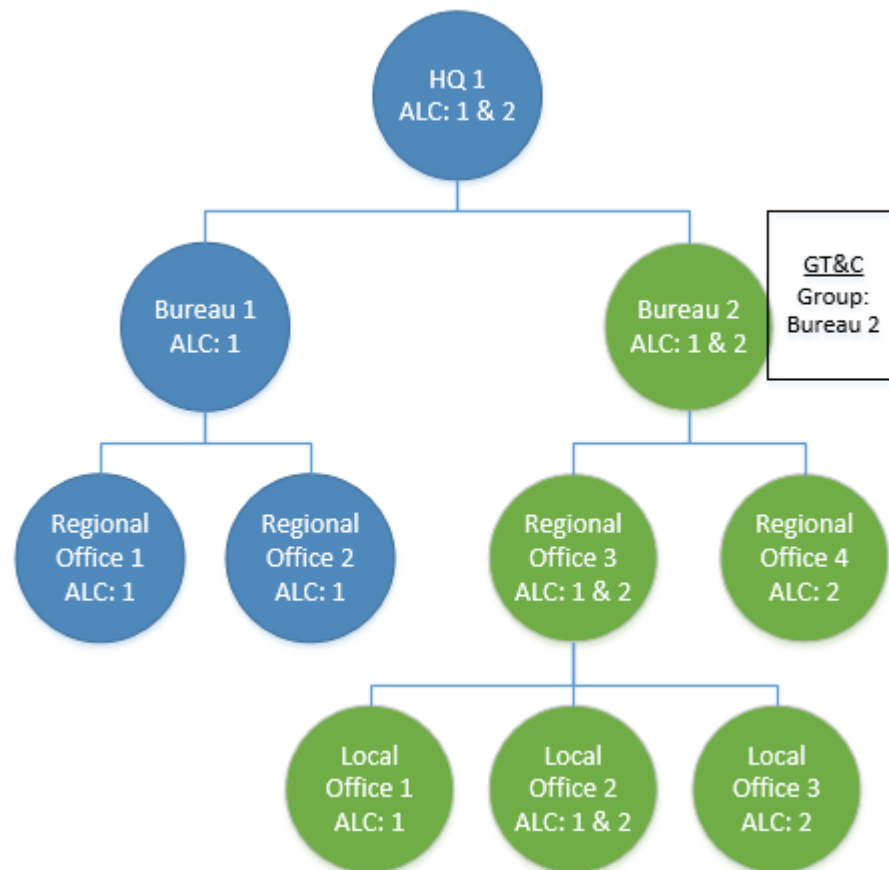 HQ 1
ALC: 1 & 2
Bureau 1
ALC: 1
Bureau 2
ALC: 1 & 2
GT&C
Group:
Bureau 2
Regional
Office 1
ALC: 1
Regional
Office 2
ALC: 1
Regional
Office 3
ALC: 1 & 2
Regional
Office 4
ALC: 2
Local
Office 1
ALC: 1
Local
Office 2
ALC: 1 & 2
Local
Office 3
ALC: 2